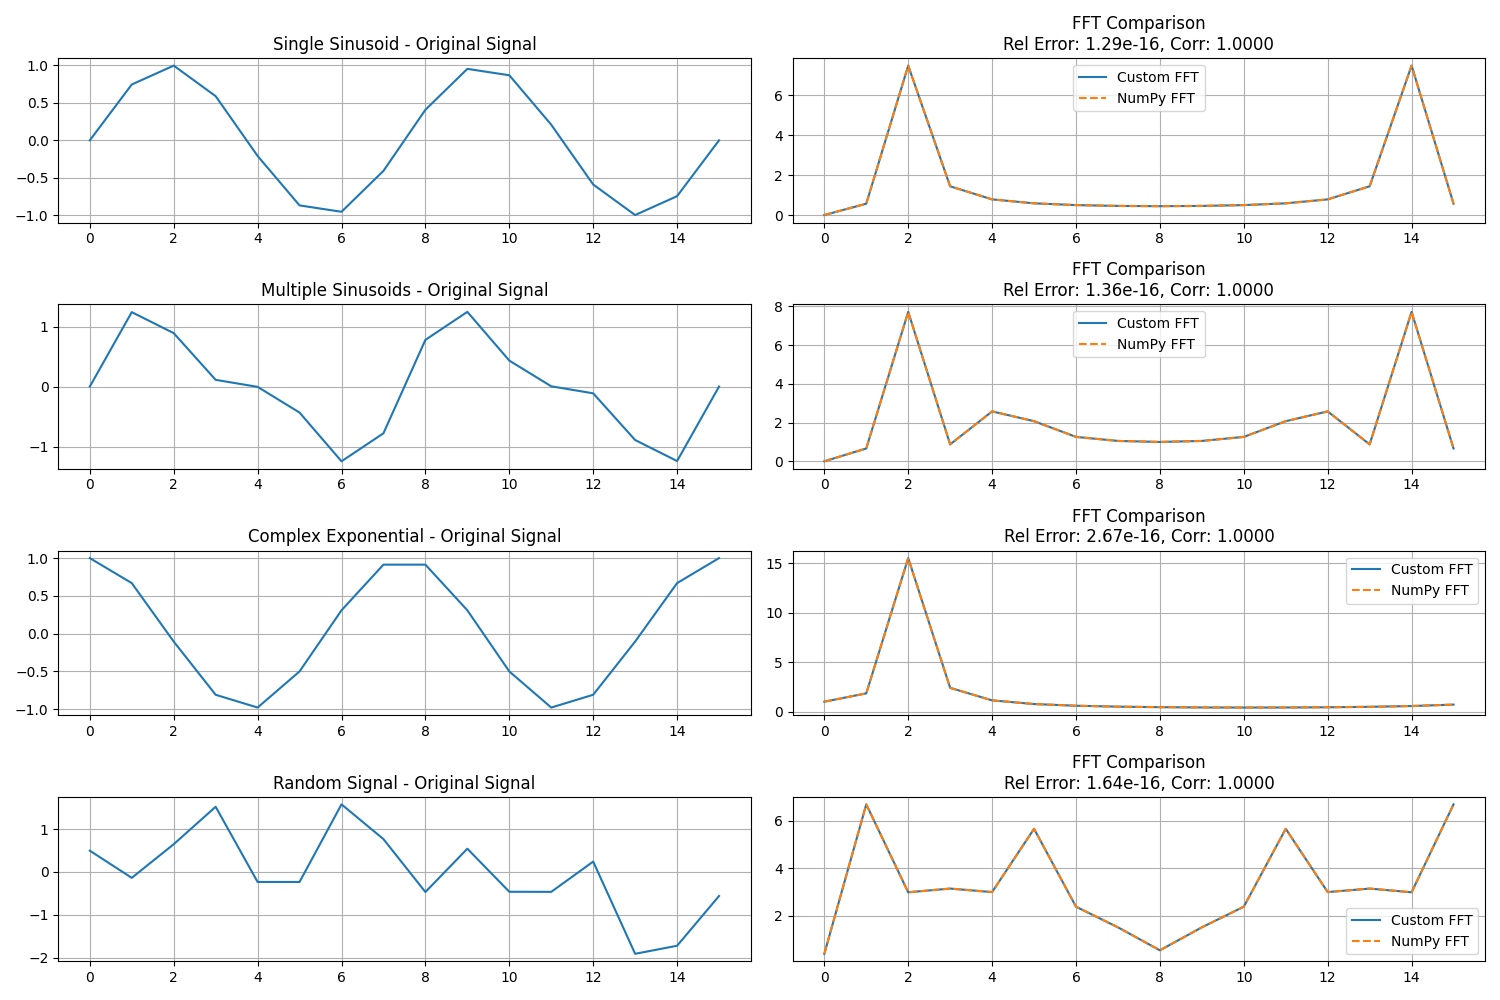 Single Sinusoid - Original Signal
1.0
0.5
0.0
−0.5
−1.0
0 2 4 6 8 10 12 14
FFT Comparison
Rel Error: 1.29e-16, Corr: 1.0000
Custom FFT
NumPy FFT
6
4
2
0
0 2 4 6 8 10 12 14
Multiple Sinusoids - Original Signal
1
0
−1
0 2 4 6 8 10 12 14
FFT Comparison
Rel Error: 1.36e-16, Corr: 1.0000
Custom FFT
NumPy FFT
8
6
4
2
0
0 2 4 6 8 10 12 14
Complex Exponential - Original Signal
1.0
0.5
0.0
−0.5
−1.0
0 2 4 6 8 10 12 14
FFT Comparison
Rel Error: 2.67e-16, Corr: 1.0000
Custom FFT
NumPy FFT
15
10
5
0
0 2 4 6 8 10 12 14
Random Signal - Original Signal
1
0
−1
−2
0 2 4 6 8 10 12 14
FFT Comparison
Rel Error: 1.64e-16, Corr: 1.0000
6
4
2
Custom FFT
NumPy FFT
0 2 4 6 8 10 12 14